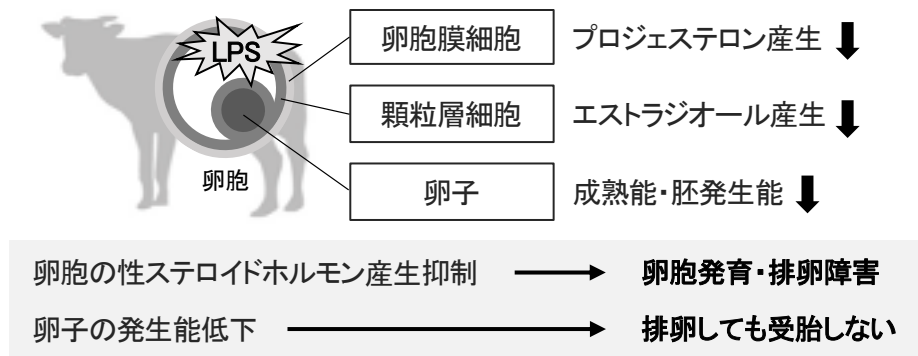 LPS
卵胞
卵胞膜細胞 プロジェステロン産生
顆粒層細胞 エストラジオール産生
卵子 成熟能・胚発生能
卵胞の性ステロイドホルモン産生抑制 卵胞発育・排卵障害
卵子の発生能低下 排卵しても受胎しない